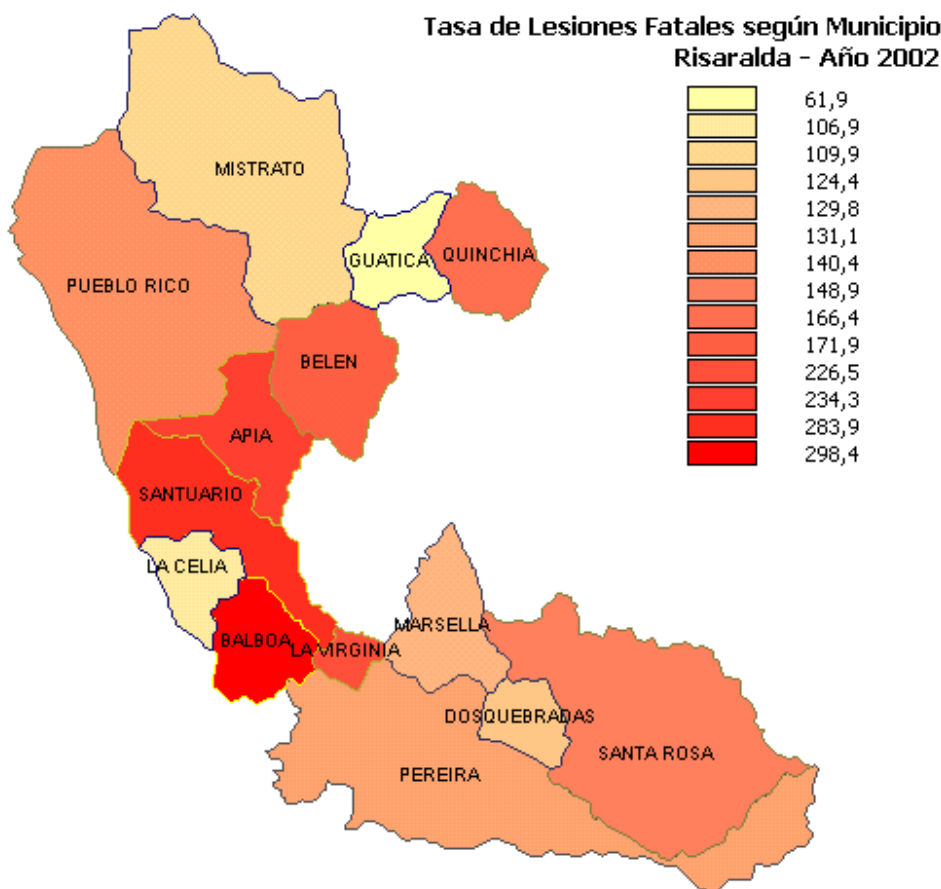 Tasa de Lesiones Fatales según Municipio
Risaralda - Año 2002
61,9
106,9
109,9
124,4
129,8
131,1
140,4
148,9
166,4
171,9
226,5
234,3
283,9
298,4
MISTRATO
GUATICA
QUINCHIA
PUEBLO RICO
BELEN
APIA
SANTUARIO
LA CELIA
MARSELLA
BALBOA
LA VIRGINIA
DOSQUEBRADAS
SANTA ROSA
PEREIRA